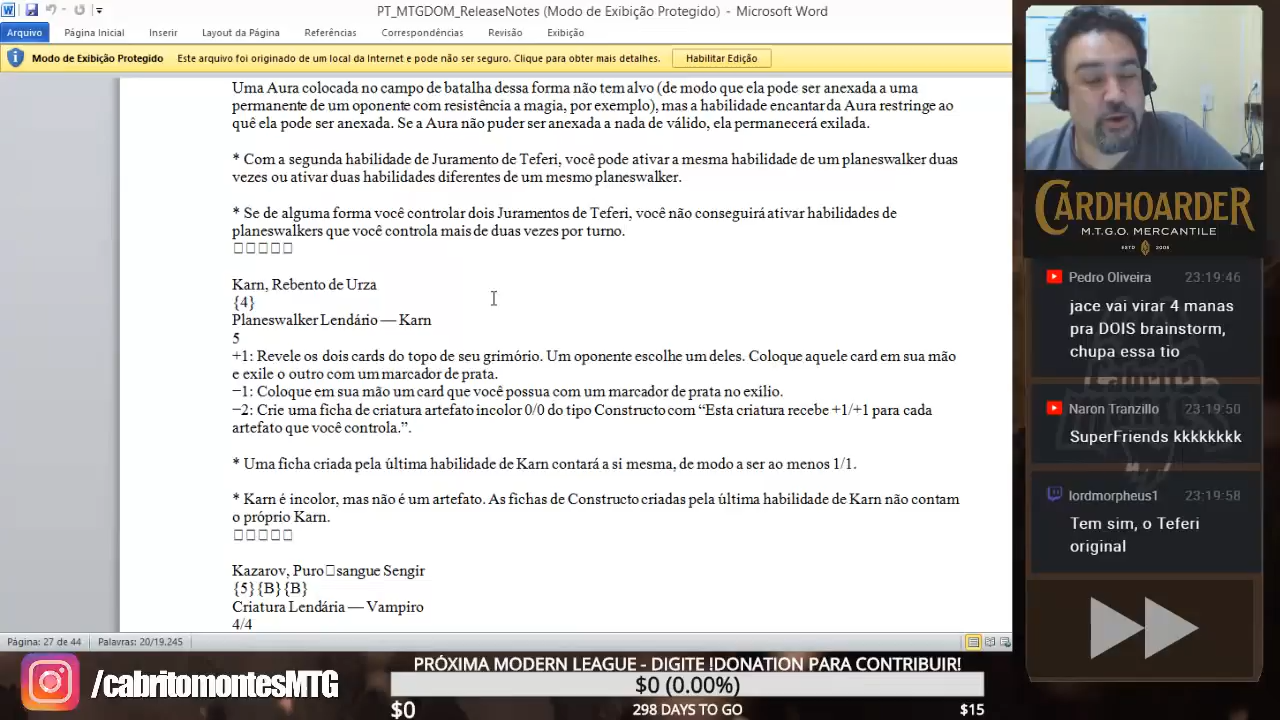 PT_MTGDOM_ReleaseNotes (Modo de Exibição Protegido) - Microsoft Word
Arquivo Página Inicial Inserir Layout da Página Referências Correspondências Revisão Exibição
Modo de Exibição Protegido Este arquivo foi originado de um local da Internet e pode não ser seguro. Clique para obter mais detalhes. Habilitar Edição
Uma Aura colocada no campo de batalha dessa forma não tem alvo (de modo que ela pode ser anexada a uma
permanente de um oponente com resistência a magia, por exemplo), mas a habilidade encantar da Aura restringe ao
quê ela pode ser anexada. Se a Aura não puder ser anexada a nada de válido, ela permanecerá exilada.
* Com a segunda habilidade de Juramento de Teferi, você pode ativar a mesma habilidade de um planeswalker duas
vezes ou ativar duas habilidades diferentes de um mesmo planeswalker.
* Se de alguma forma você controlar dois Juramentos de Teferi, você não conseguirá ativar habilidades de
planeswalkers que você controla mais de duas vezes por turno.
Karn, Rebento de Urza
{4}
Planeswalker Lendário — Karn
5
+1: Revele os dois cards do topo de seu grimório. Um oponente escolhe um deles. Coloque aquele card em sua mão
e exile o outro com um marcador de prata.
−1: Coloque em sua mão um card que você possua com um marcador de prata no exílio.
−2: Crie uma ficha de criatura artefato incolor 0/0 do tipo Constructo com “Esta criatura recebe +1/+1 para cada
artefato que você controla.”.
* Uma ficha criada pela última habilidade de Karn contará a si mesma, de modo a ser ao menos 1/1.
* Karn é incolor, mas não é um artefato. As fichas de Constructo criadas pela última habilidade de Karn não contam
o próprio Karn.
Kazarov, Puro□sangue Sengir
{5}{B}{B}
Criatura Lendária — Vampiro
4/4
Página: 27 de 44 Palavras: 20/19.245
CARDHOARDER
M.T.G.O. MERCANTILE
ESTD 2006
Pedro Oliveira 23:19:46
jace vai virar 4 manas
pra DOIS brainstorm,
chupa essa tio
Naron Tranzillo 23:19:50
SuperFriends kkkkkkkk
lordmorpheus1 23:19:58
Tem sim, o Teferi
original
/cabritomontesMTG
PRÓXIMA MODERN LEAGUE - DIGITE !DONATION PARA CONTRIBUIR!
$0 (0.00%)
$0 298 DAYS TO GO $15